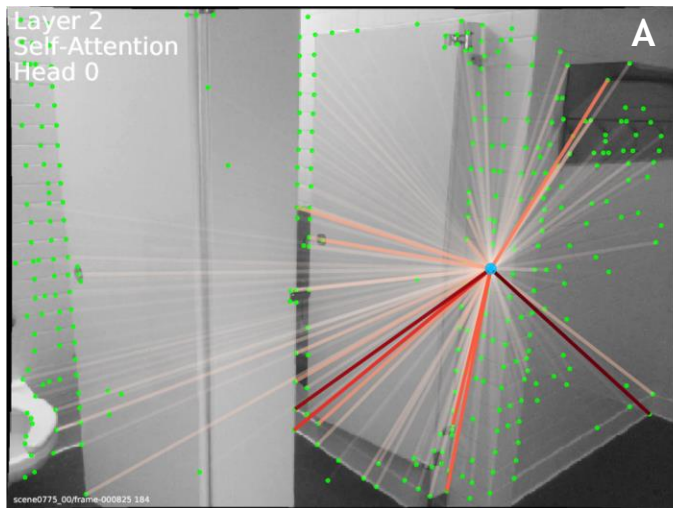 Layer 2
Self-Attention
Head 0
A
scene0775_00/frame-000825 184